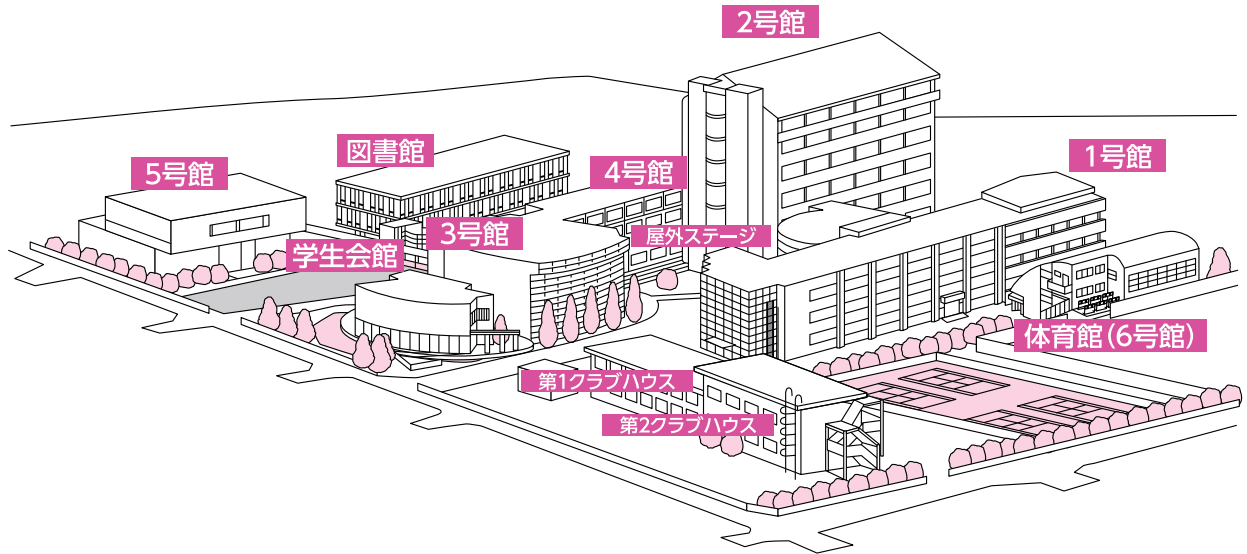 2号館
1号館
図書館
5号館
4号館
3号館
屋外ステージ
学生会館
体育館(6号館)
第1クラブハウス
第2クラブハウス